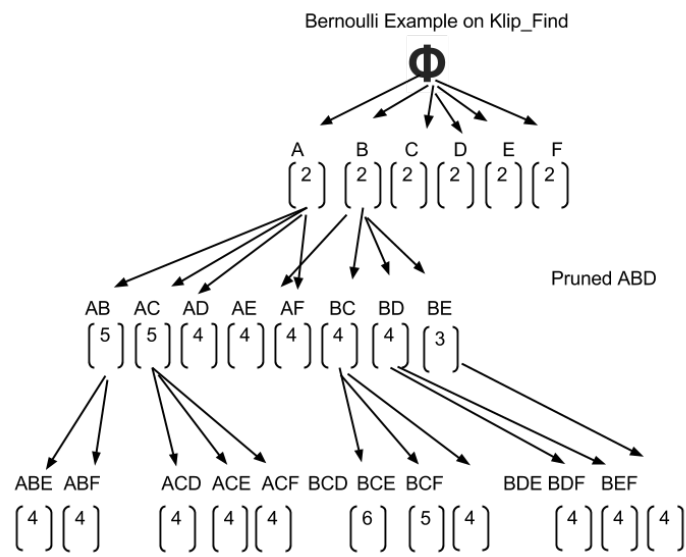 Bernoulli Example on Klip_Find
Φ
A B C D E F
2 2 2 2 2 2
Pruned ABD
AB AC AD AE AF BC BD BE
5 5 4 4 4 4 4 3
ABE ABF ACD ACE ACF BCD BCE BCF BDE BDF BEF
4 4 4 4 4 6 5 4 4 4 4